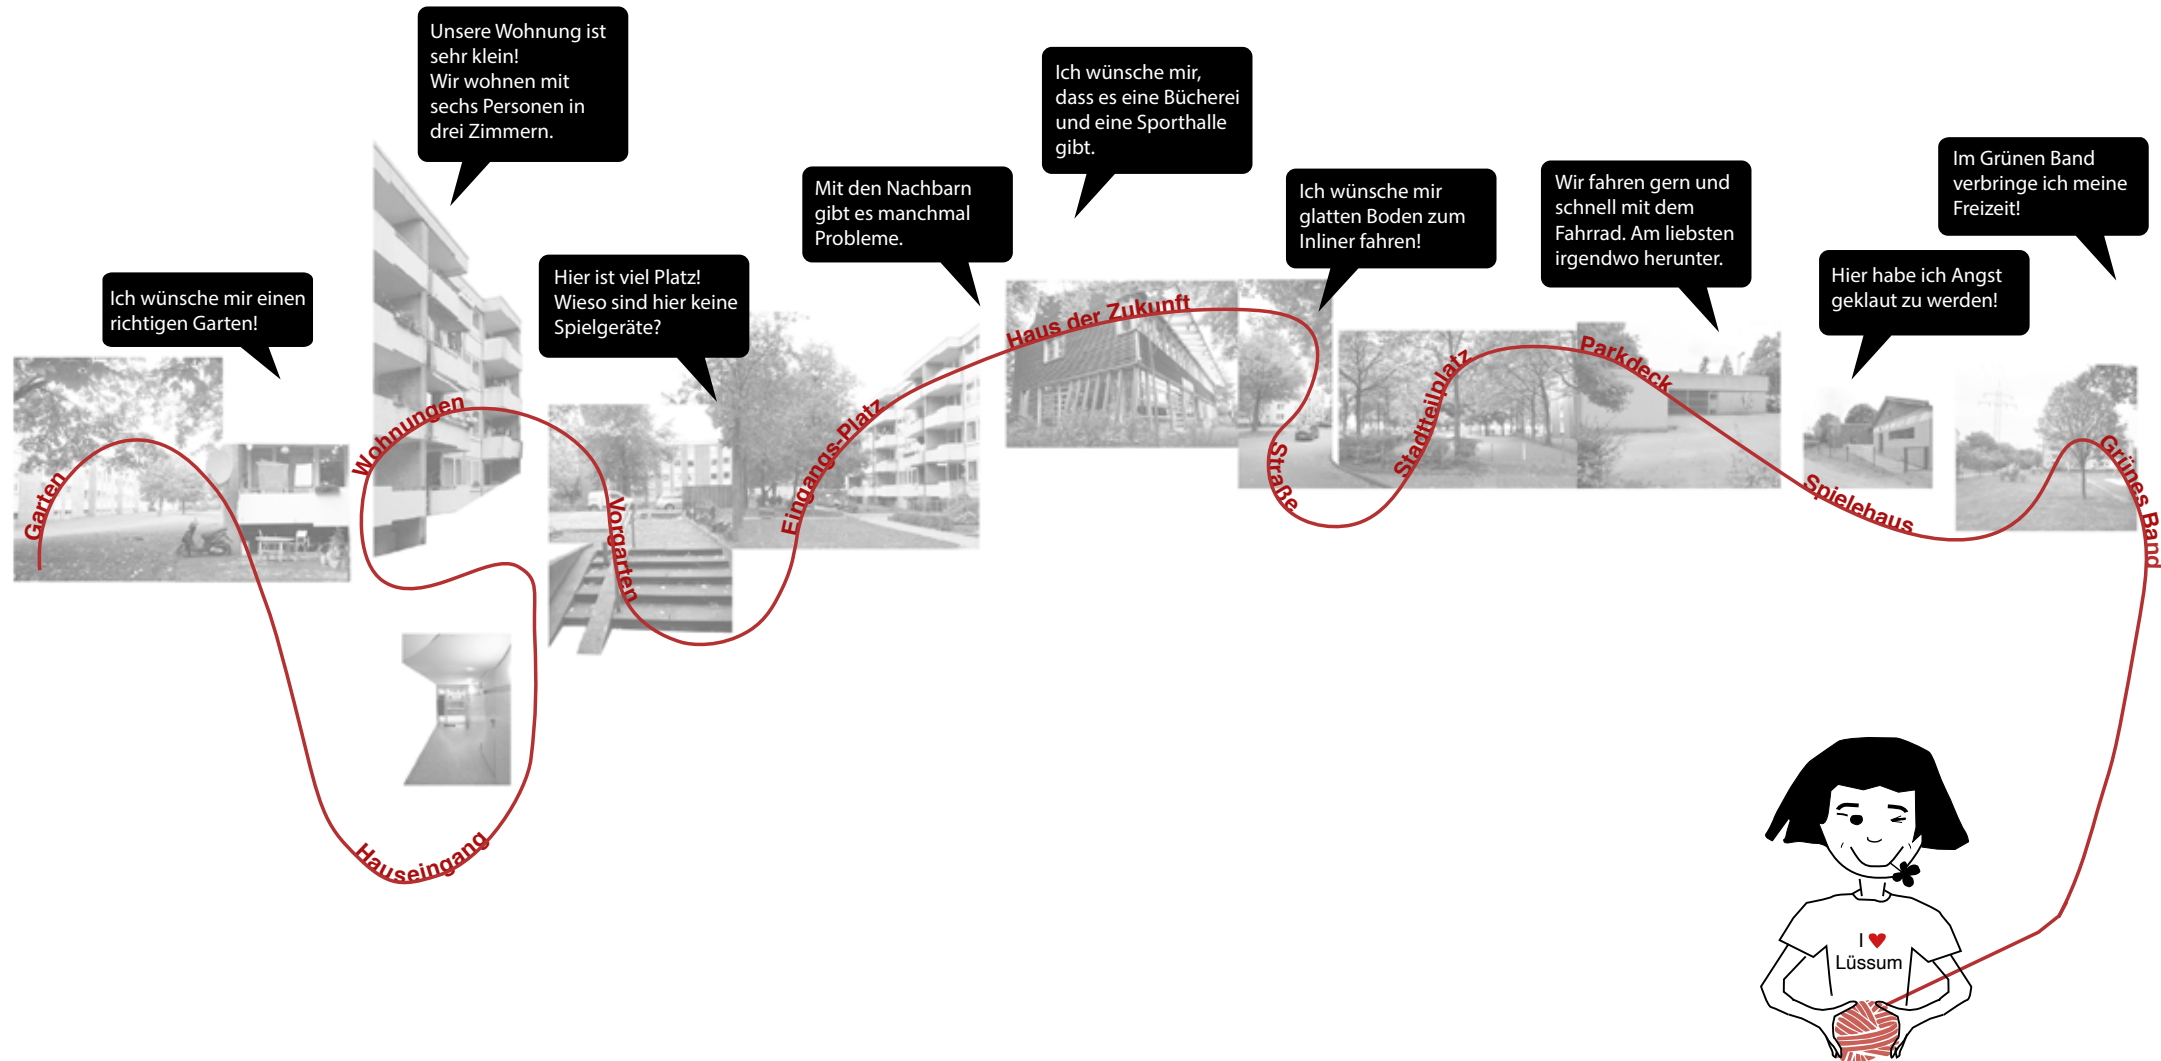 Unsere Wohnung ist
sehr klein!
Wir wohnen mit
sechs Personen in
drei Zimmern.
Ich wünsche mir,
dass es eine Bücherei
und eine Sporthalle
gibt.
Im Grünen Band
verbringe ich meine
Freizeit!
Mit den Nachbarn
gibt es manchmal
Probleme.
Ich wünsche mir
glatten Boden zum
Inliner fahren!
Wir fahren gern und
schnell mit dem
Fahrrad. Am liebsten
irgendwo herunter.
Hier ist viel Platz!
Wieso sind hier keine
Spielgeräte?
Hier habe ich Angst
geklaut zu werden!
Ich wünsche mir einen
richtigen Garten!
Garten
Hauseingang
Wohnungen
Vorgarten
Eingangs-Platz
Haus der Zukunft
Straße
Stadtteilplatz
Parkdeck
Spielehaus
Grünes Band
I ♥
Lüssum